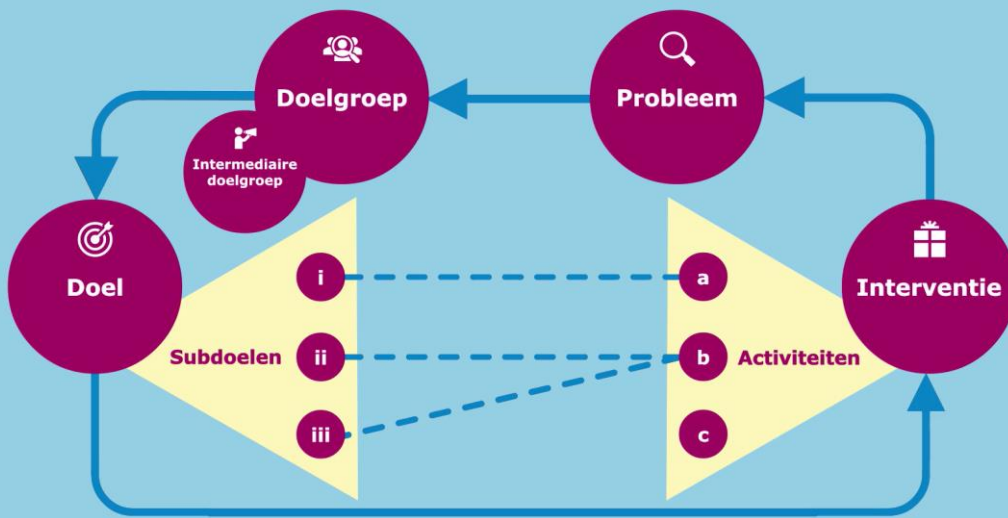 Doelgroep
Probleem
Intermediaire
doelgroep
Doel
Interventie
Subdoelen
Activiteiten
i
ii
iii
a
b
c